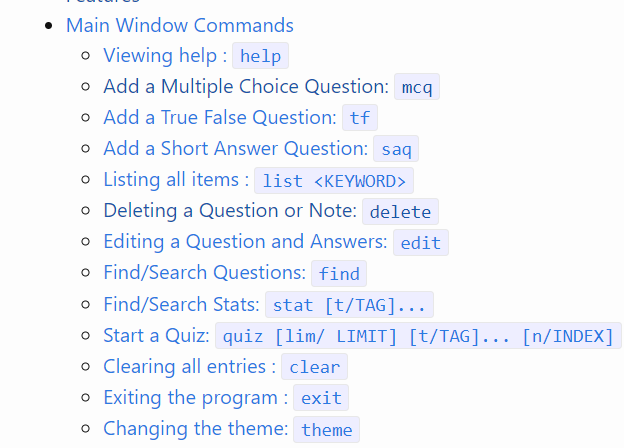 Features
Main Window Commands
Viewing help : help
Add a Multiple Choice Question: mcq
Add a True False Question: tf
Add a Short Answer Question: saq
Listing all items : list <KEYWORD>
Deleting a Question or Note: delete
Editing a Question and Answers: edit
Find/Search Questions: find
Find/Search Stats: stat [t/TAG]...
Start a Quiz: quiz [lim/ LIMIT] [t/TAG]... [n/INDEX]
Clearing all entries : clear
Exiting the program : exit
Changing the theme: theme